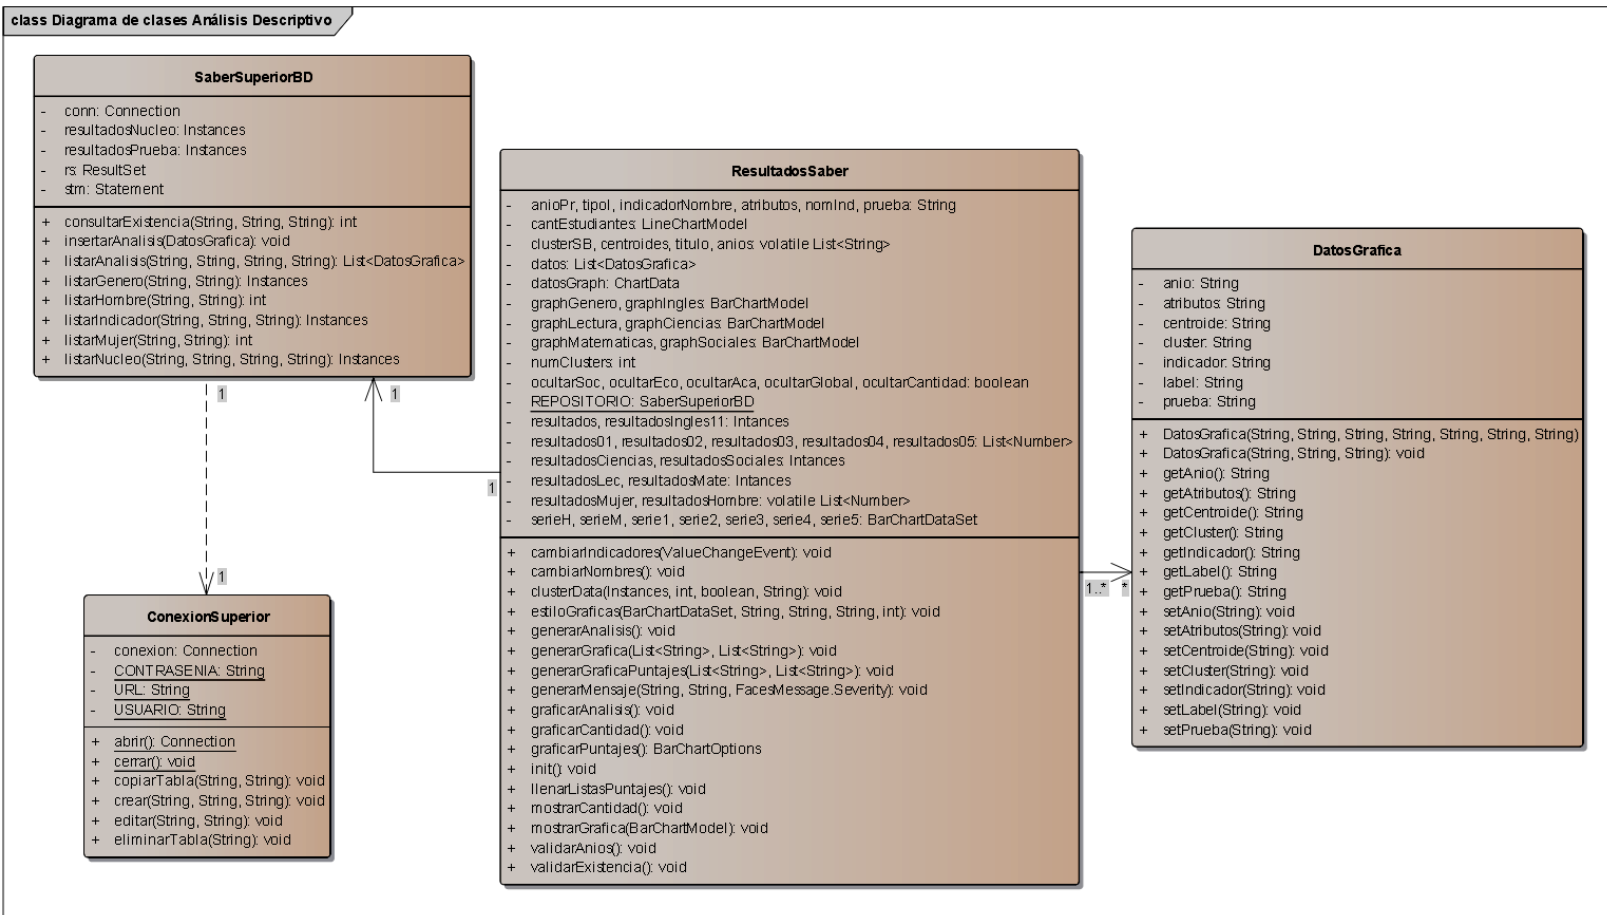 class Diagrama de clases Análisis Descriptivo
SaberSuperiorBD
- conn: Connection
- resultadosNucleo: Instances
- resultadosPrueba: Instances
- rs: ResultSet
- stm: Statement
+ consultarExistencia(String, String, String): int
+ insertarAnalisis(DatosGrafica): void
+ listarAnalisis(String, String, String, String): List<DatosGrafica>
+ listarGenero(String, String): Instances
+ listarHombre(String, String): int
+ listarIndicador(String, String, String): Instances
+ listarMujer(String, String): int
+ listarNucleo(String, String, String, String): Instances
1
1
1
1
ConexionSuperior
- conexion: Connection
- CONTRASENIA: String
- URL: String
- USUARIO: String
+ abrir(): Connection
+ cerrar(): void
+ copiarTabla(String, String): void
+ crear(String, String, String): void
+ editar(String, String): void
+ eliminarTabla(String): void
ResultadosSaber
- anioPr, tipol, indicadorNombre, atributos, nomInd, prueba: String
- cantEstudiantes: LineChartModel
- clusterSB, centroides, titulo, anios: volatile List<String>
- datos: List<DatosGrafica>
- datosGraph: ChartData
- graphGenero, graphIngles: BarChartModel
- graphLectura, graphCiencias: BarChartModel
- graphMatematicas, graphSociales: BarChartModel
- numClusters: int
- ocultarSoc, ocultarEco, ocultarAca, ocultarGlobal, ocultarCantidad: boolean
- REPOSITORIO: SaberSuperiorBD
- resultados, resultadosIngles11: Intances
- resultados01, resultados02, resultados03, resultados04, resultados05: List<Number>
- resultadosCiencias, resultadosSociales: Intances
- resultadosLec, resultadosMate: Intances
- resultadosMujer, resultadosHombre: volatile List<Number>
- serieH, serieM, serie1, serie2, serie3, serie4, serie5: BarChartDataSet
+ cambiarIndicadores(ValueChangeEvent): void
+ cambiarNombres(): void
+ clusterData(Instances, int, boolean, String): void
+ estiloGraficas(BarChartDataSet, String, String, String, int): void
+ generarAnalisis(): void
+ generarGrafica(List<String>, List<String>): void
+ generarGraficaPuntajes(List<String>, List<String>): void
+ generarMensaje(String, String, FacesMessage.Severity): void
+ graficarAnalisis(): void
+ graficarCantidad(): void
+ graficarPuntajes(): BarChartOptions
+ init(): void
+ llenarListasPuntajes(): void
+ mostrarCantidad(): void
+ mostrarGrafica(BarChartModel): void
+ validarAnios(): void
+ validarExistencia(): void
1..* *
DatosGrafica
- anio: String
- atributos: String
- centroide: String
- cluster: String
- indicador: String
- label: String
- prueba: String
+ DatosGrafica(String, String, String, String, String, String, String)
+ DatosGrafica(String, String, String): void
+ getAnio(): String
+ getAtributos(): String
+ getCentroide(): String
+ getCluster(): String
+ getIndicador(): String
+ getLabel(): String
+ getPrueba(): String
+ setAnio(String): void
+ setAtributos(String): void
+ setCentroide(String): void
+ setCluster(String): void
+ setIndicador(String): void
+ setLabel(String): void
+ setPrueba(String): void